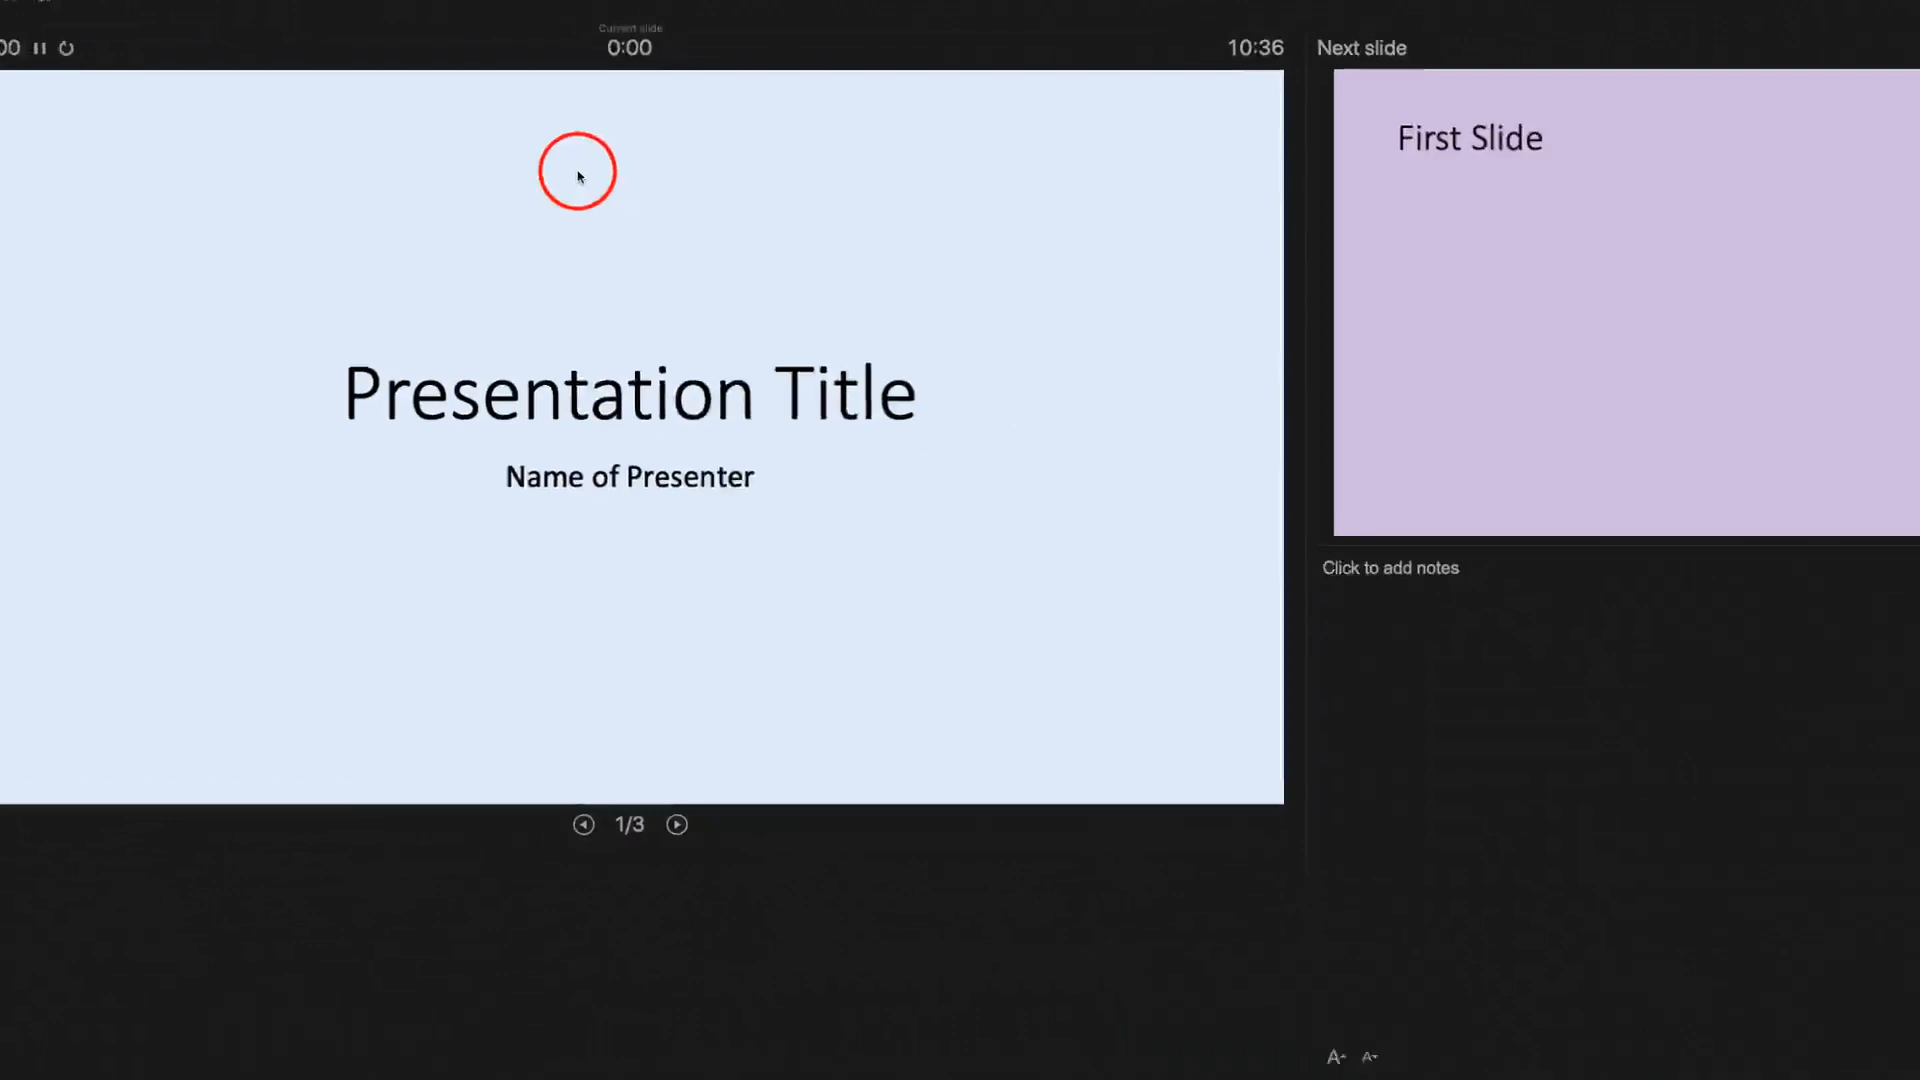 Current slide
00
0:00
10:36
Presentation Title
Name of Presenter
1/3
Next slide
First Slide
Click to add notes
A A